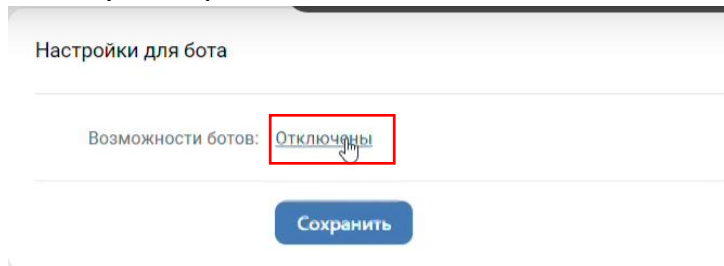 Настройки для бота
Возможности ботов: Отключены
Сохранить